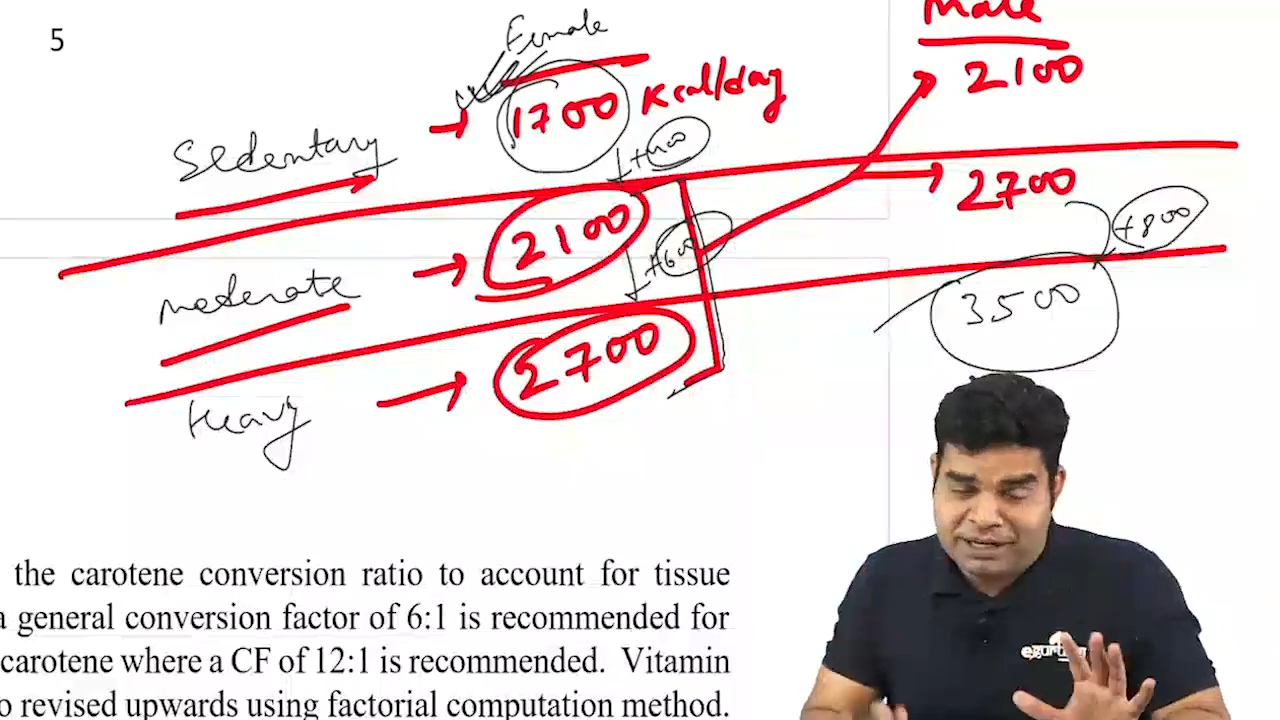 5
Female
Male
Sedentary → 1700 Kcal/day
2100
+400
moderate → 2100
2700
+600
+800
Heavy → 2700
3500
the carotene conversion ratio to account for tissue
a general conversion factor of 6:1 is recommended for
carotene where a CF of 12:1 is recommended. Vitamin
o revised upwards using factorial computation method.